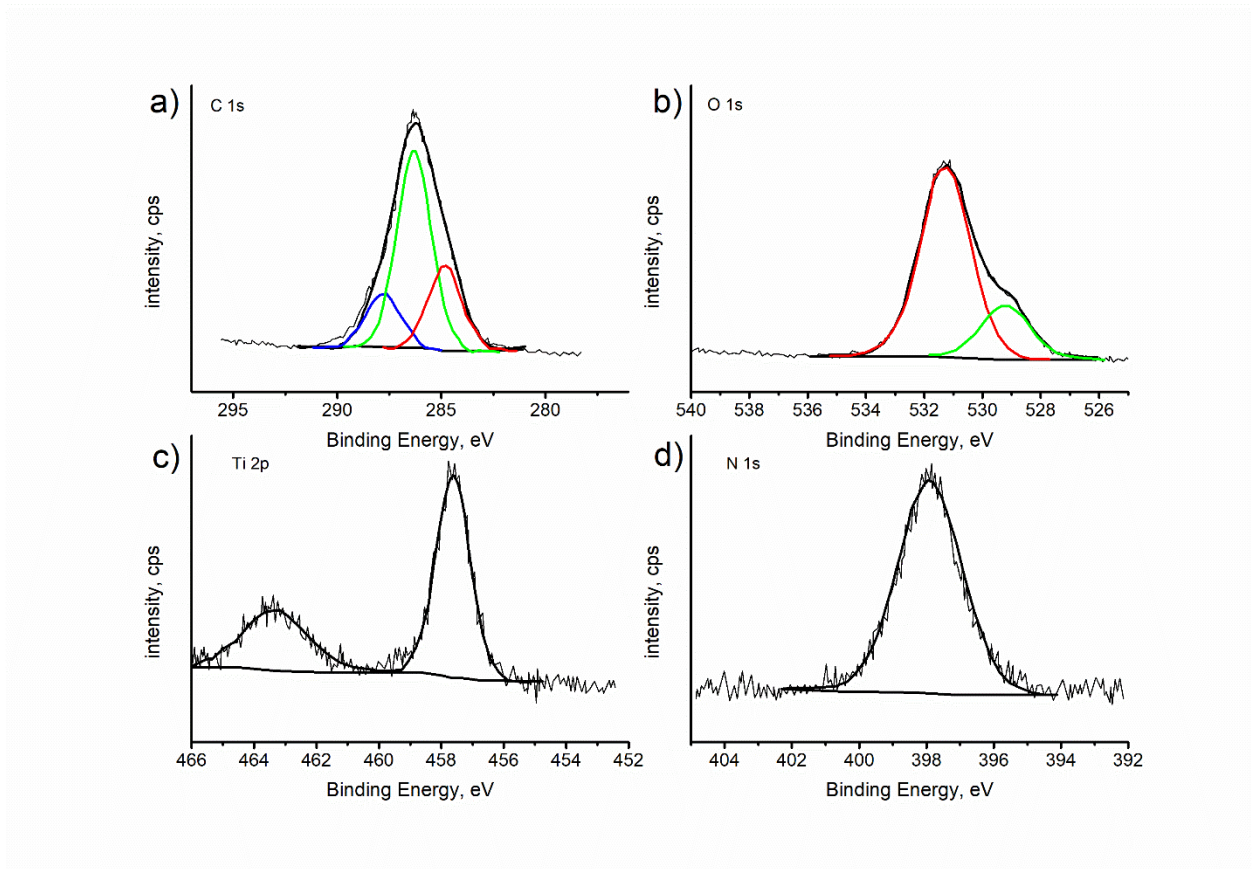 a) C 1s
intensity, cps
295 290 285 280
Binding Energy, eV
b) O 1s
intensity, cps
540 538 536 534 532 530 528 526
Binding Energy, eV
c) Ti 2p
intensity, cps
466 464 462 460 458 456 454 452
Binding Energy, eV
d) N 1s
intensity, cps
404 402 400 398 396 394 392
Binding Energy, eV